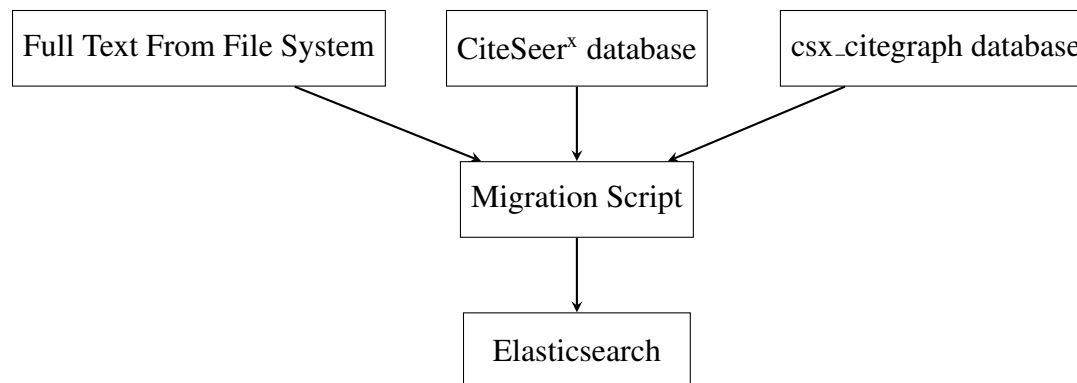 Full Text From File System
CiteSeerˣ database
csx_citegraph database
Migration Script
Elasticsearch